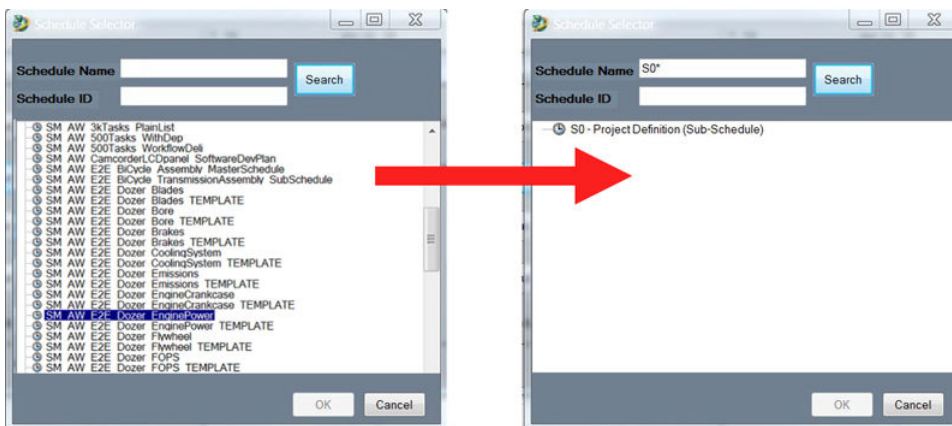 Schedule Selector
Schedule Name
Search
Schedule ID
SM AW 3kTasks PlainList
SM AW 500Tasks WithDep
SM AW 500Tasks WorkflowDeli
SM AW CamcorderLCDpanel SoftwareDevPlan
SM AW E2E BiCycle Assembly MasterSchedule
SM AW E2E BiCycle TransmissionAssembly SubSchedule
SM AW E2E Dozer Blades
SM AW E2E Dozer Blades TEMPLATE
SM AW E2E Dozer Bore
SM AW E2E Dozer Bore TEMPLATE
SM AW E2E Dozer Brakes
SM AW E2E Dozer Brakes TEMPLATE
SM AW E2E Dozer CoolingSystem
SM AW E2E Dozer CoolingSystem TEMPLATE
SM AW E2E Dozer Emissions
SM AW E2E Dozer Emissions TEMPLATE
SM AW E2E Dozer EngineCrankcase
SM AW E2E Dozer EngineCrankcase TEMPLATE
SM AW E2E Dozer EnginePower
SM AW E2E Dozer EnginePower TEMPLATE
SM AW E2E Dozer Flywheel
SM AW E2E Dozer Flywheel TEMPLATE
SM AW E2E Dozer FOPS
SM AW E2E Dozer FOPS TEMPLATE
OK Cancel
Schedule Selector
Schedule Name S0*
Search
Schedule ID
S0 - Project Definition (Sub-Schedule)
OK Cancel